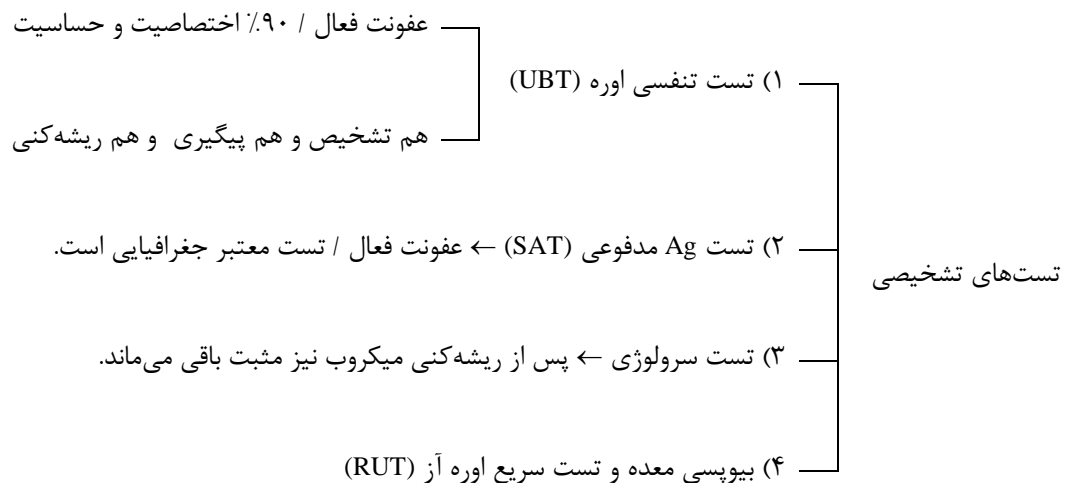 تست‌های تشخیصی
۱) تست تنفسی اوره (UBT)
عفونت فعال / ۹۰٪ اختصاصیت و حساسیت
هم تشخیص و هم پیگیری و هم ریشه‌کنی
۲) تست Ag مدفوعی (SAT) ← عفونت فعال / تست معتبر جغرافیایی است.
۳) تست سرولوژی ← پس از ریشه‌کنی میکروب نیز مثبت باقی می‌ماند.
۴) بیوپسی معده و تست سریع اوره آز (RUT)